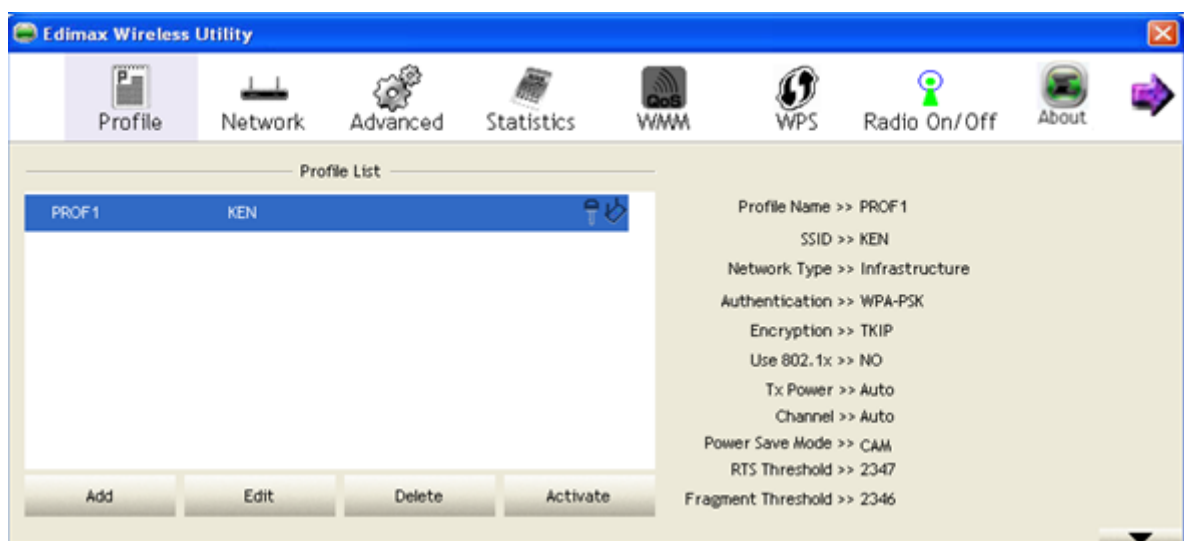 Edimax Wireless Utility
Profile Network Advanced Statistics QoS WMM WPS Radio On/Off About
Profile List
PROF1 KEN
Add Edit Delete Activate
Profile Name >> PROF1
SSID >> KEN
Network Type >> Infrastructure
Authentication >> WPA-PSK
Encryption >> TKIP
Use 802.1x >> NO
Tx Power >> Auto
Channel >> Auto
Power Save Mode >> CAM
RTS Threshold >> 2347
Fragment Threshold >> 2346